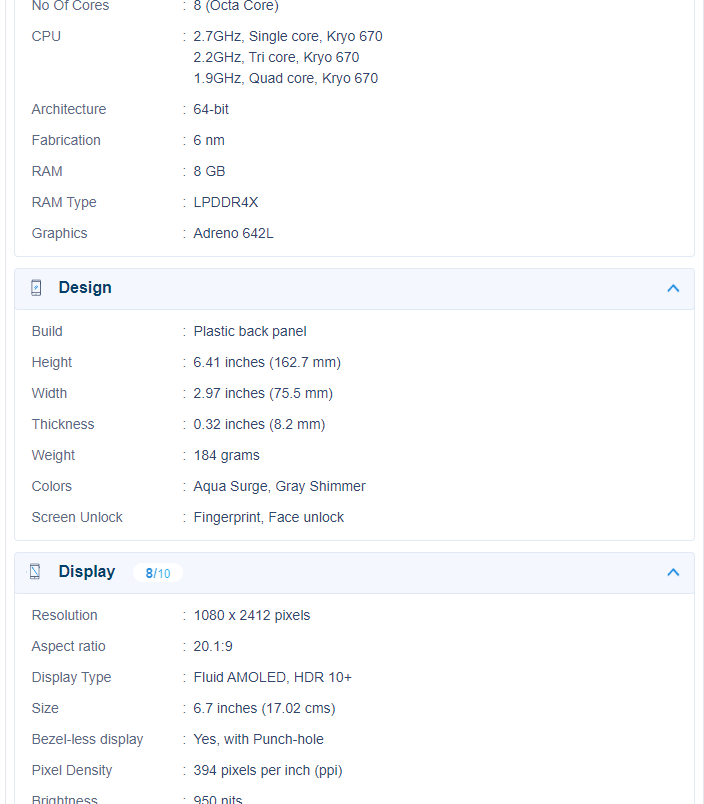 No Of Cores : 8 (Octa Core)
CPU : 2.7GHz, Single core, Kryo 670
2.2GHz, Tri core, Kryo 670
1.9GHz, Quad core, Kryo 670
Architecture : 64-bit
Fabrication : 6 nm
RAM : 8 GB
RAM Type : LPDDR4X
Graphics : Adreno 642L
Design
Build : Plastic back panel
Height : 6.41 inches (162.7 mm)
Width : 2.97 inches (75.5 mm)
Thickness : 0.32 inches (8.2 mm)
Weight : 184 grams
Colors : Aqua Surge, Gray Shimmer
Screen Unlock : Fingerprint, Face unlock
Display 8/10
Resolution : 1080 x 2412 pixels
Aspect ratio : 20.1:9
Display Type : Fluid AMOLED, HDR 10+
Size : 6.7 inches (17.02 cms)
Bezel-less display : Yes, with Punch-hole
Pixel Density : 394 pixels per inch (ppi)
Brightness : 950 nits